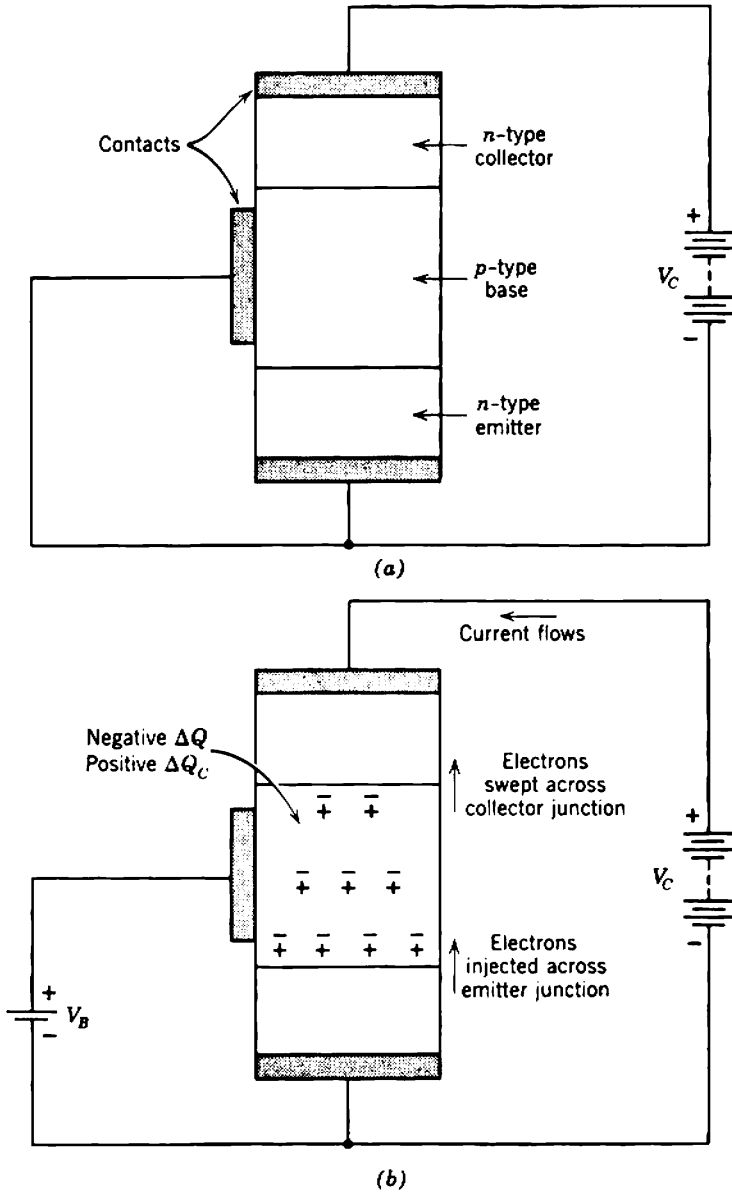 Contacts
n-type
collector
+
V_C
p-type
base
−
n-type
emitter
(a)
Current flows
Negative ΔQ
Positive ΔQ_C
Electrons
swept across
collector junction
− −
+ +
+
V_C
− − −
+ + +
−
− − − −
+ + + +
Electrons
injected across
emitter junction
+
V_B
−
(b)